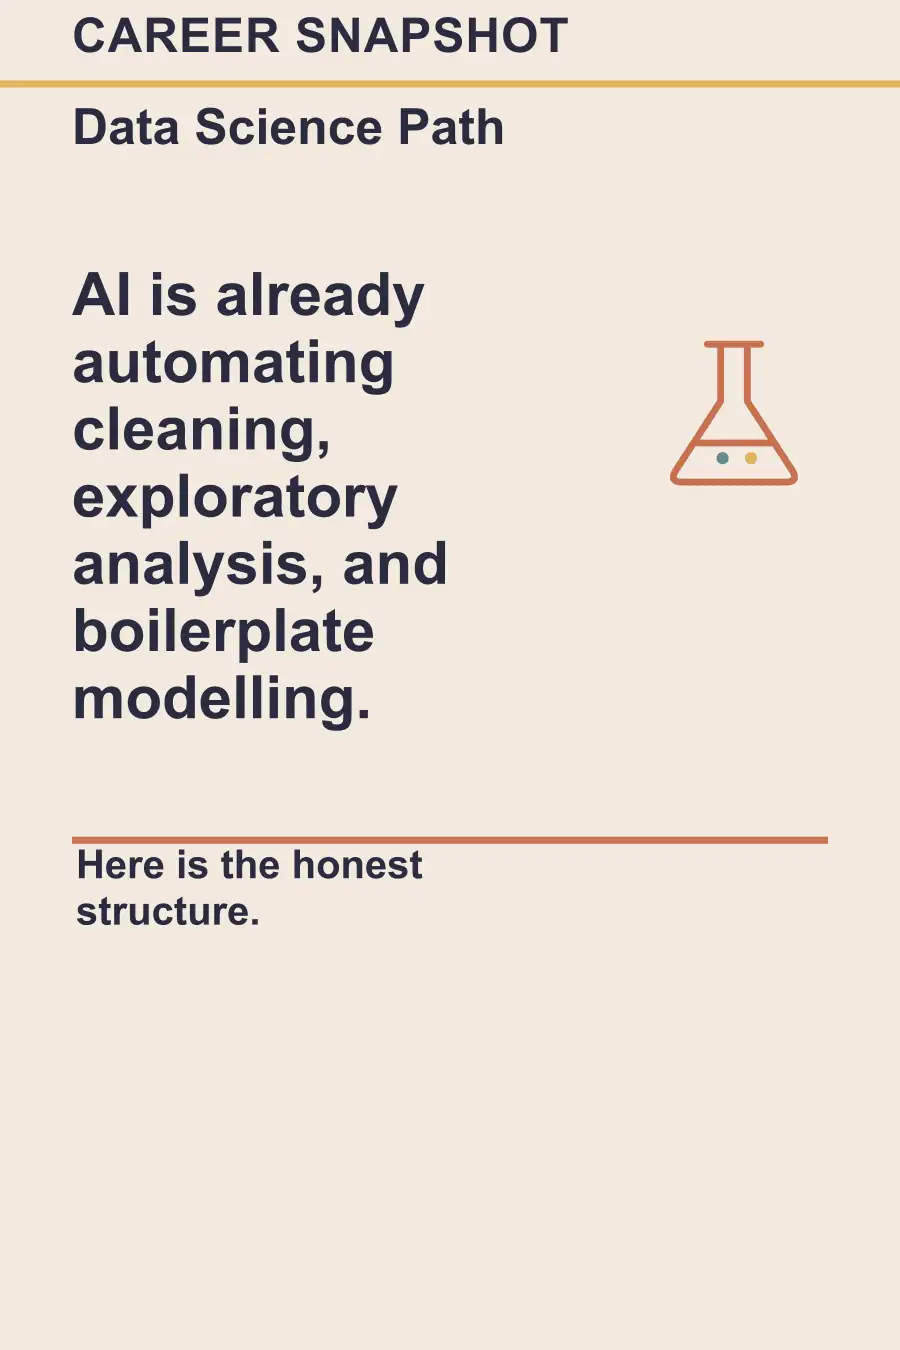 CAREER SNAPSHOT
Data Science Path
AI is already
automating
cleaning,
exploratory
analysis, and
boilerplate
modelling.
Here is the honest
structure.